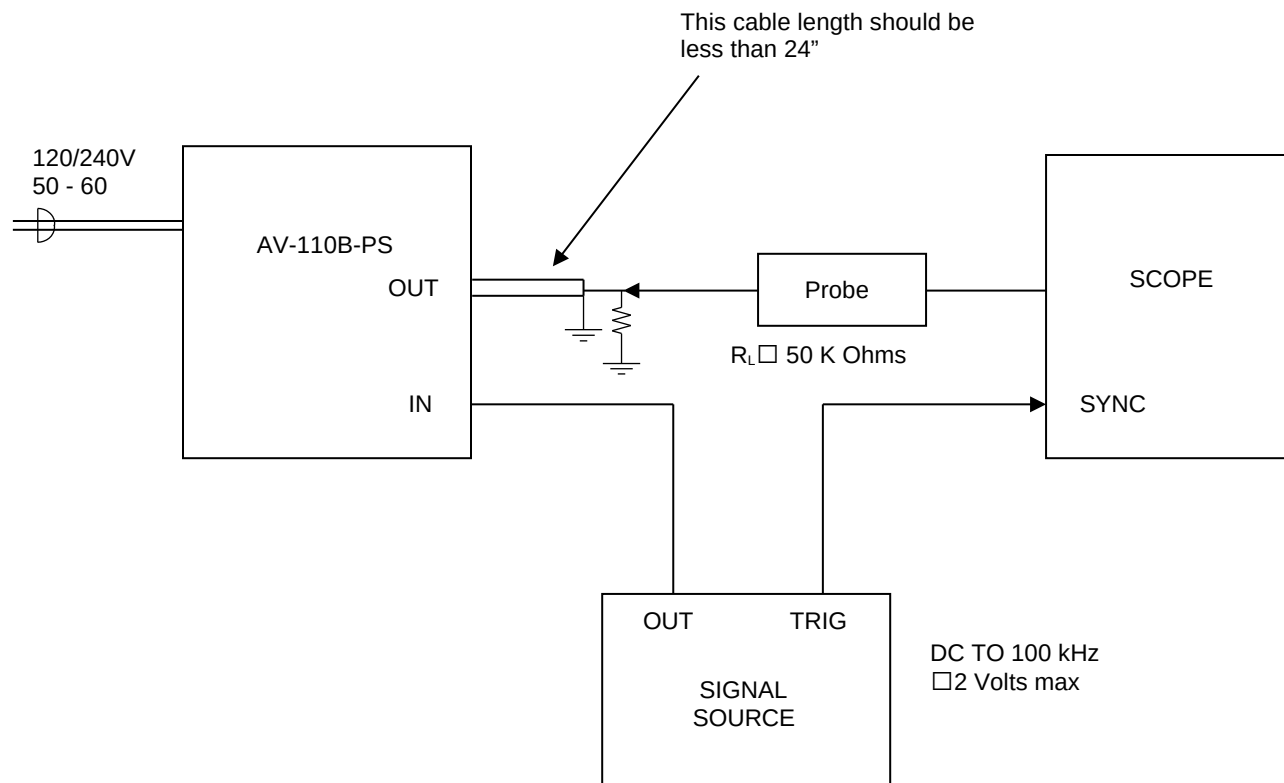 This cable length should be
less than 24”
120/240V
50 - 60
AV-110B-PS
OUT
IN
Probe
R_L□ 50 K Ohms
SCOPE
SYNC
OUT TRIG
SIGNAL
SOURCE
DC TO 100 kHz
□2 Volts max